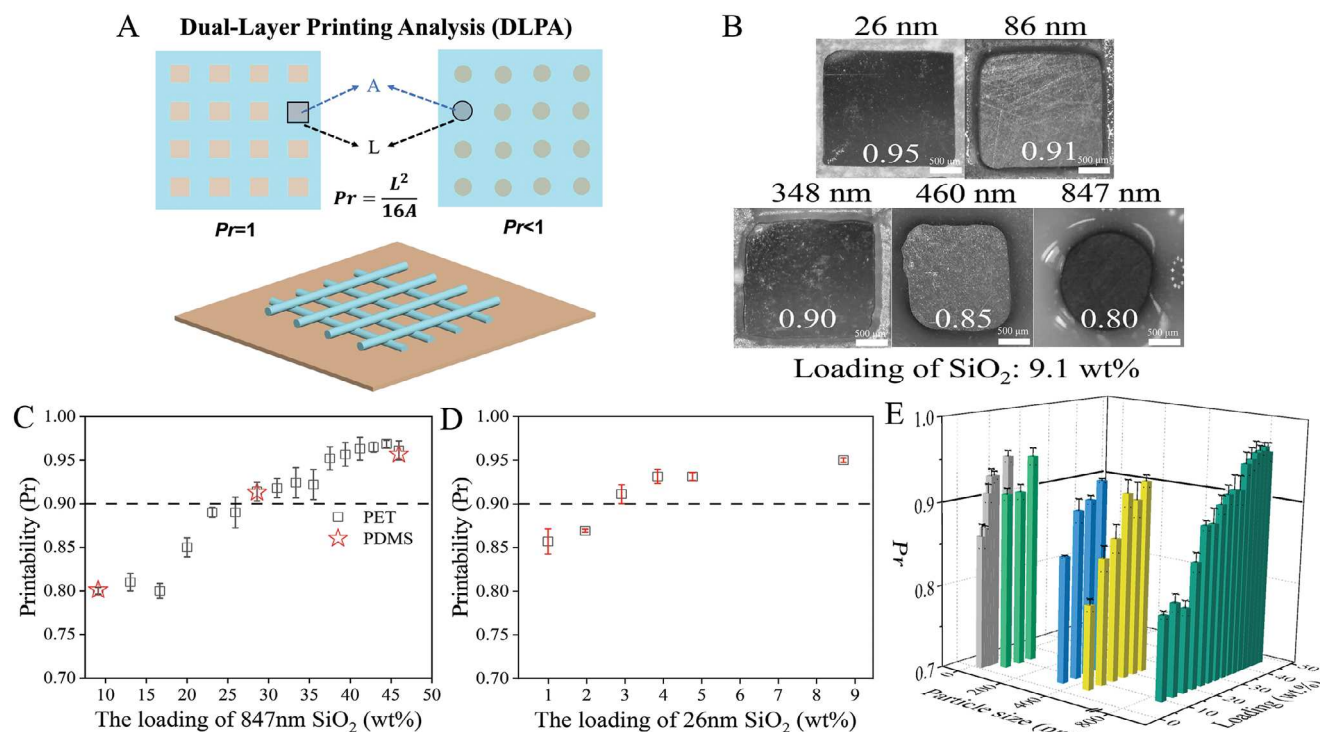 A
Dual-Layer Printing Analysis (DLPA)
A
L
Pr = L²/16A
Pr=1
Pr<1
B
26 nm
86 nm
0.95
500 μm
0.91
500 μm
348 nm
460 nm
847 nm
0.90
500 μm
0.85
500 μm
0.80
500 μm
Loading of SiO₂: 9.1 wt%
C
Printability (Pr)
1.00
0.95
0.90
0.85
0.80
0.75
0.70
PET
PDMS
10 15 20 25 30 35 40 45 50
The loading of 847nm SiO₂ (wt%)
D
Printability (Pr)
1.00
0.95
0.90
0.85
0.80
0.75
0.70
1 2 3 4 5 6 7 8 9
The loading of 26nm SiO₂ (wt%)
E
Pr
1.0
0.9
0.8
0.7
0
200
400
800
particle size
0
10
20
30
40
50
Loading (wt%)